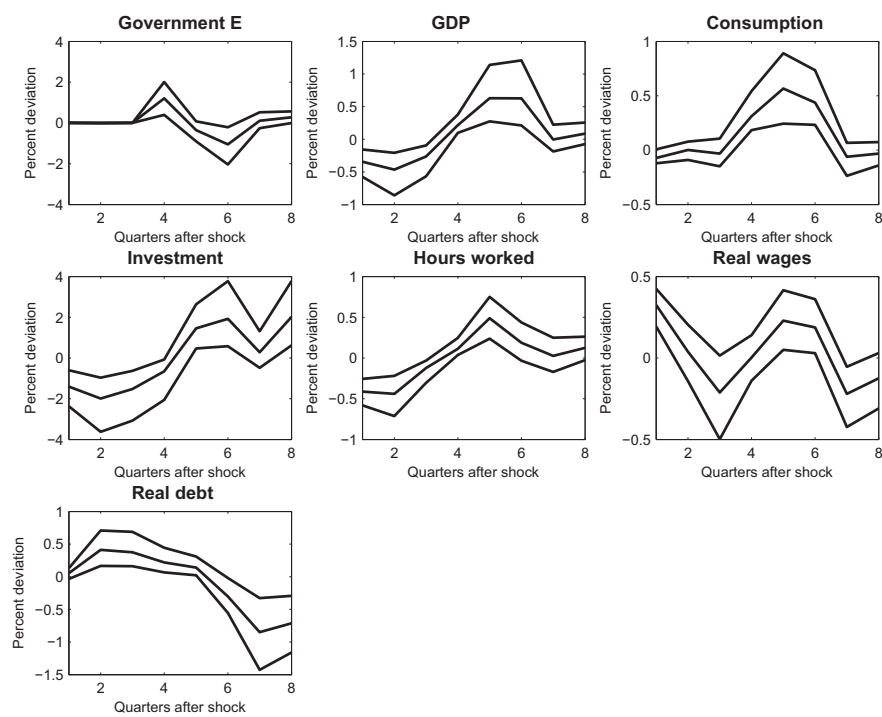 Government E
Percent deviation
4
2
0
−2
−4
2 4 6 8
Quarters after shock
GDP
Percent deviation
1.5
1
0.5
0
−0.5
−1
2 4 6 8
Quarters after shock
Consumption
Percent deviation
1
0.5
0
−0.5
2 4 6 8
Quarters after shock
Investment
Percent deviation
4
2
0
−2
−4
2 4 6 8
Quarters after shock
Hours worked
Percent deviation
1
0.5
0
−0.5
−1
2 4 6 8
Quarters after shock
Real wages
Percent deviation
0.5
0
−0.5
2 4 6 8
Quarters after shock
Real debt
Percent deviation
1
0.5
0
−0.5
−1
−1.5
2 4 6 8
Quarters after shock